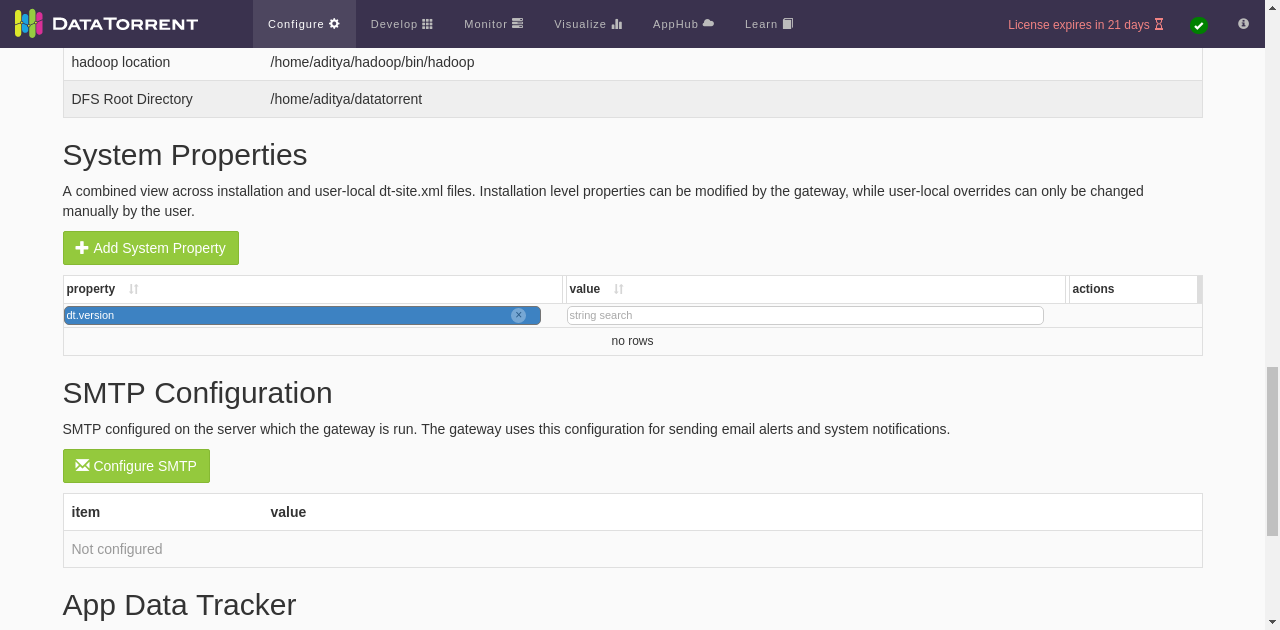 DATATORRENT Configure Develop Monitor Visualize AppHub Learn License expires in 21 days
hadoop location /home/aditya/hadoop/bin/hadoop
DFS Root Directory /home/aditya/datatorrent
System Properties
A combined view across installation and user-local dt-site.xml files. Installation level properties can be modified by the gateway, while user-local overrides can only be changed
manually by the user.
Add System Property
property value actions
dt.version string search
no rows
SMTP Configuration
SMTP configured on the server which the gateway is run. The gateway uses this configuration for sending email alerts and system notifications.
Configure SMTP
item value
Not configured
App Data Tracker